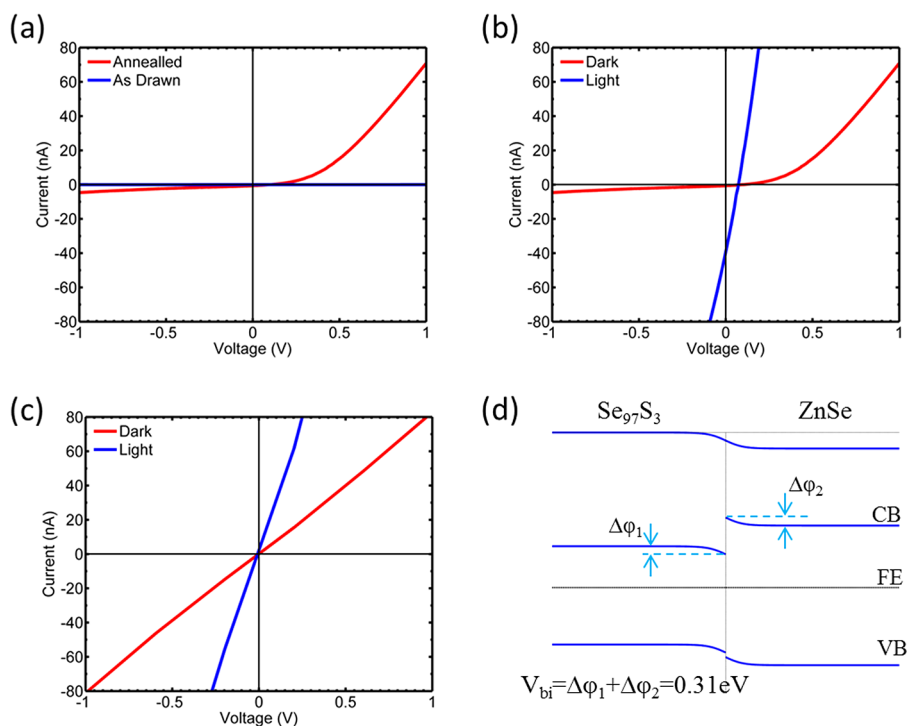 (a)
80
60
40
20
0
-20
-40
-60
-80
Current (nA)
Annealled
As Drawn
-1
-0.5
0
0.5
1
Voltage (V)
(b)
80
60
40
20
0
-20
-40
-60
-80
Current (nA)
Dark
Light
-1
-0.5
0
0.5
1
Voltage (V)
(c)
80
60
40
20
0
-20
-40
-60
-80
Current (nA)
Dark
Light
-1
-0.5
0
0.5
1
Voltage (V)
(d)
Se₉₇S₃ ZnSe
Δφ₂
CB
Δφ₁
FE
VB
V_bi=Δφ₁+Δφ₂=0.31eV